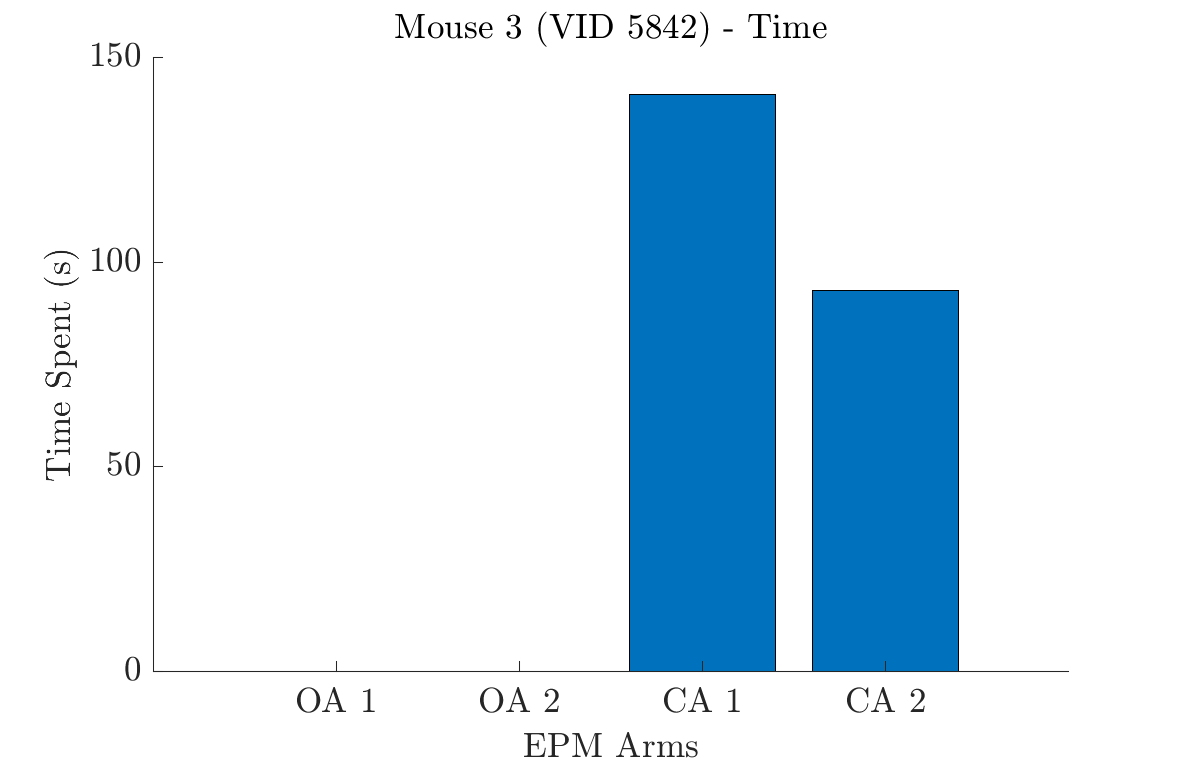 Mouse 3 (VID 5842) - Time
150
100
50
0
Time Spent (s)
OA 1
OA 2
CA 1
CA 2
EPM Arms